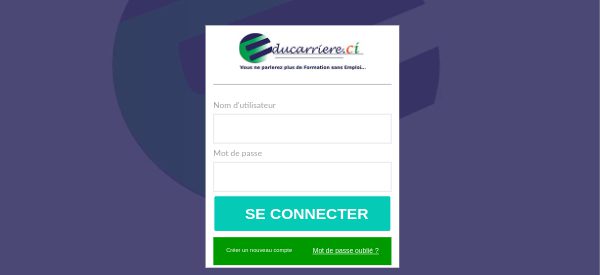 Educarriere.ci
Vous ne parlerez plus de Formation sans Emploi...
Nom d'utilisateur
Mot de passe
SE CONNECTER
Créer un nouveau compte
Mot de passe oublié ?